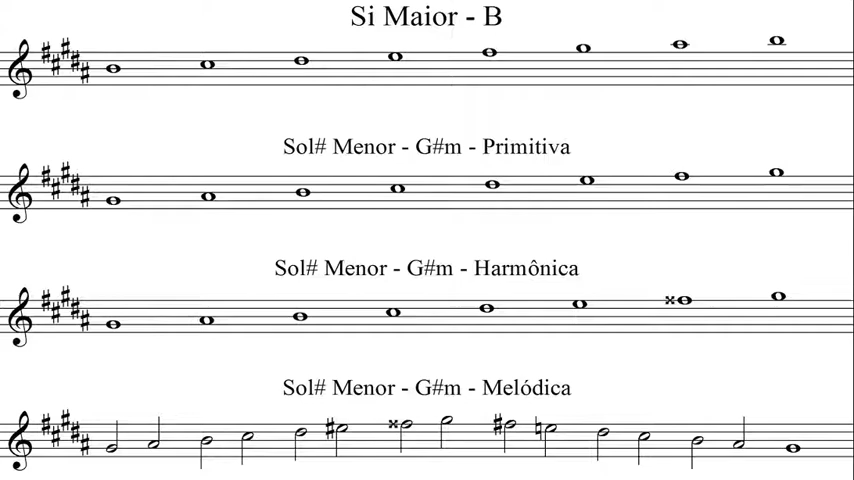 Si Maior - B
Sol# Menor - G#m - Primitiva
Sol# Menor - G#m - Harmônica
Sol# Menor - G#m - Melódica